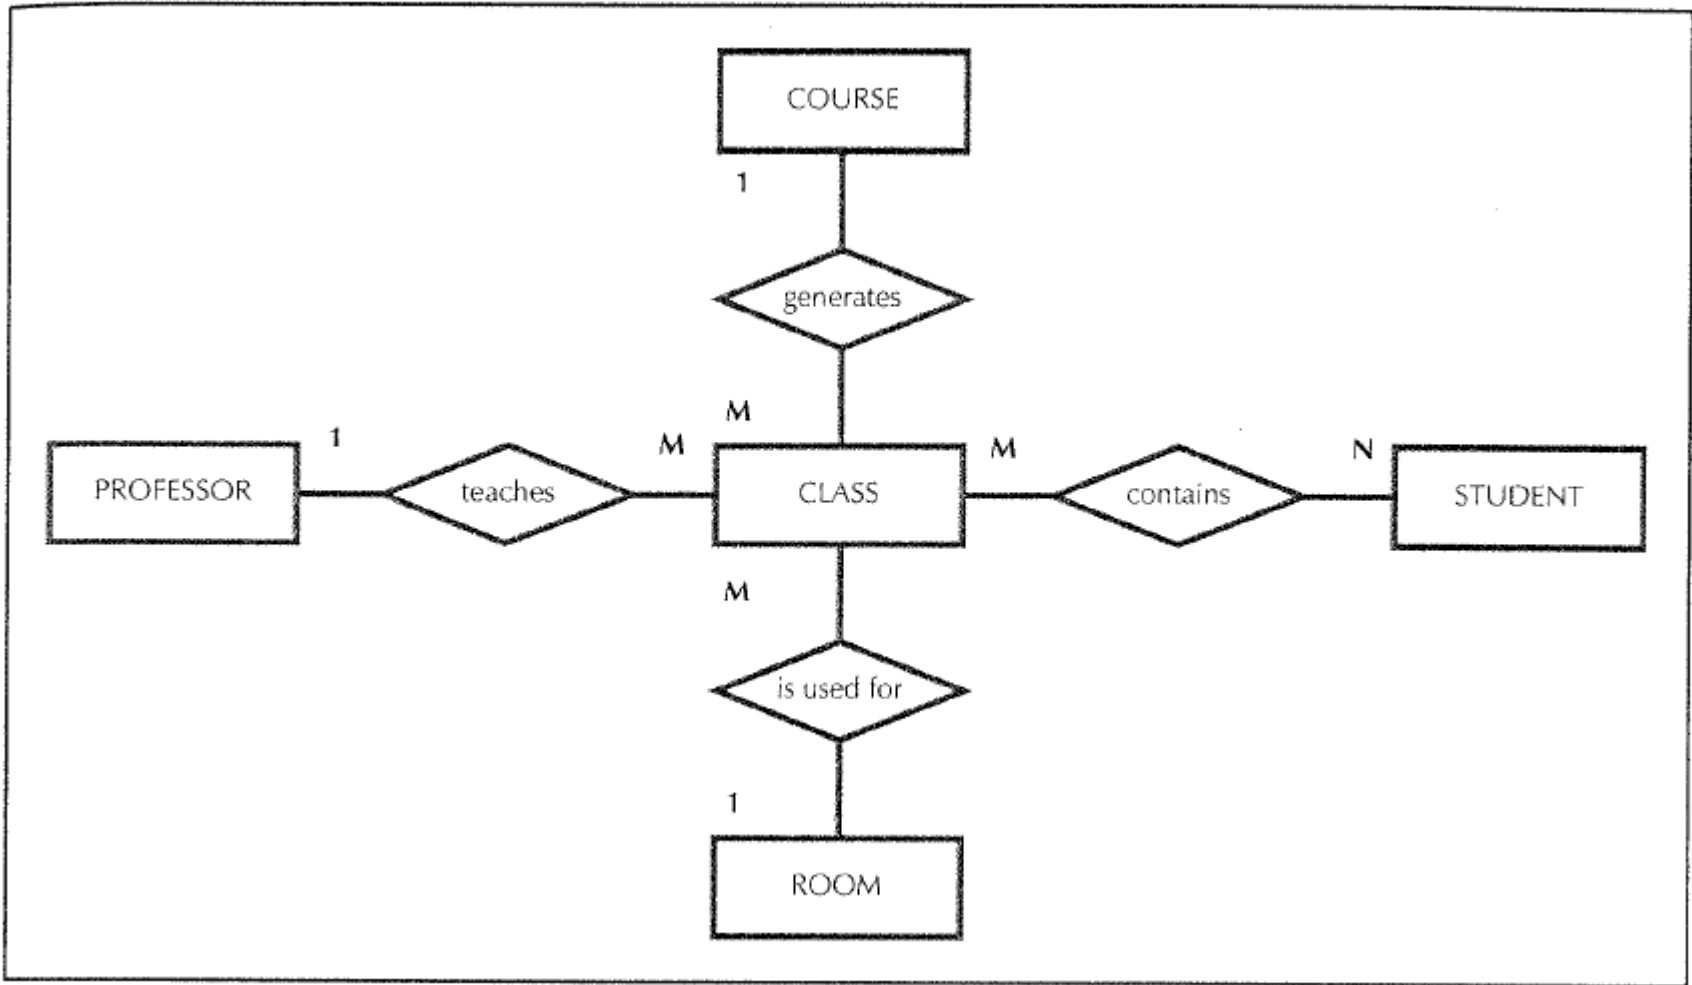 COURSE
1
generates
M
PROFESSOR
1
teaches
M
CLASS
M
contains
N
STUDENT
M
is used for
1
ROOM